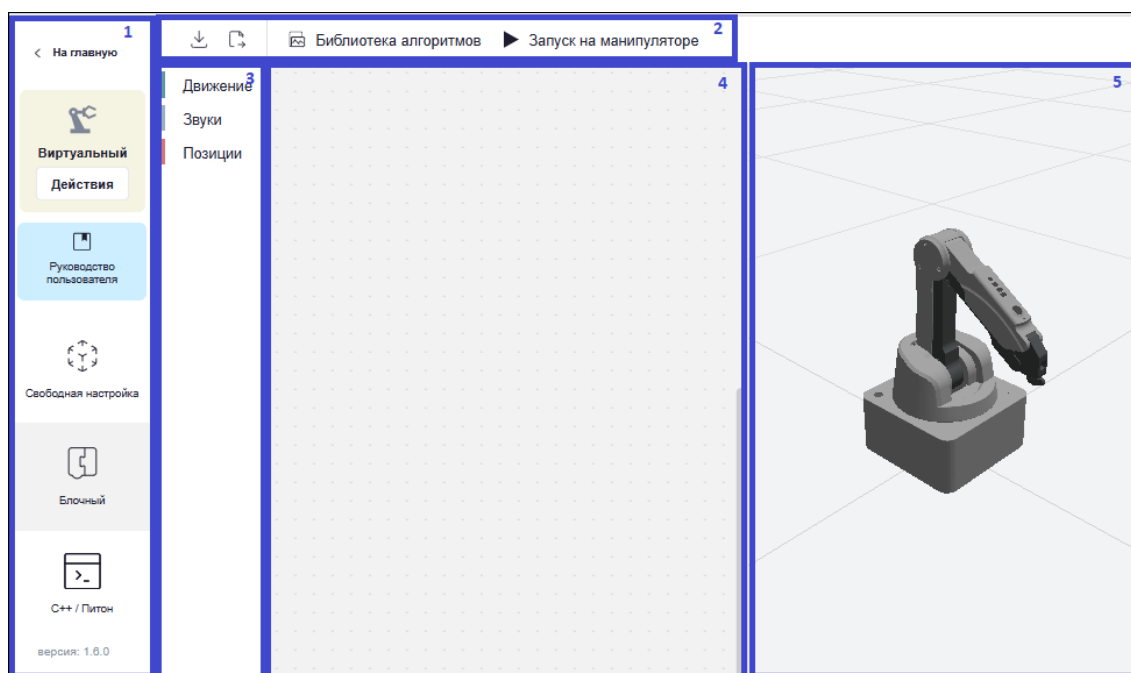 1
На главную
Виртуальный
Действия
Руководство
пользователя
Свободная настройка
Блочный
C++ / Питон
версия: 1.6.0
Библиотека алгоритмов
Запуск на манипуляторе
2
3
Движение
Звуки
Позиции
4
5